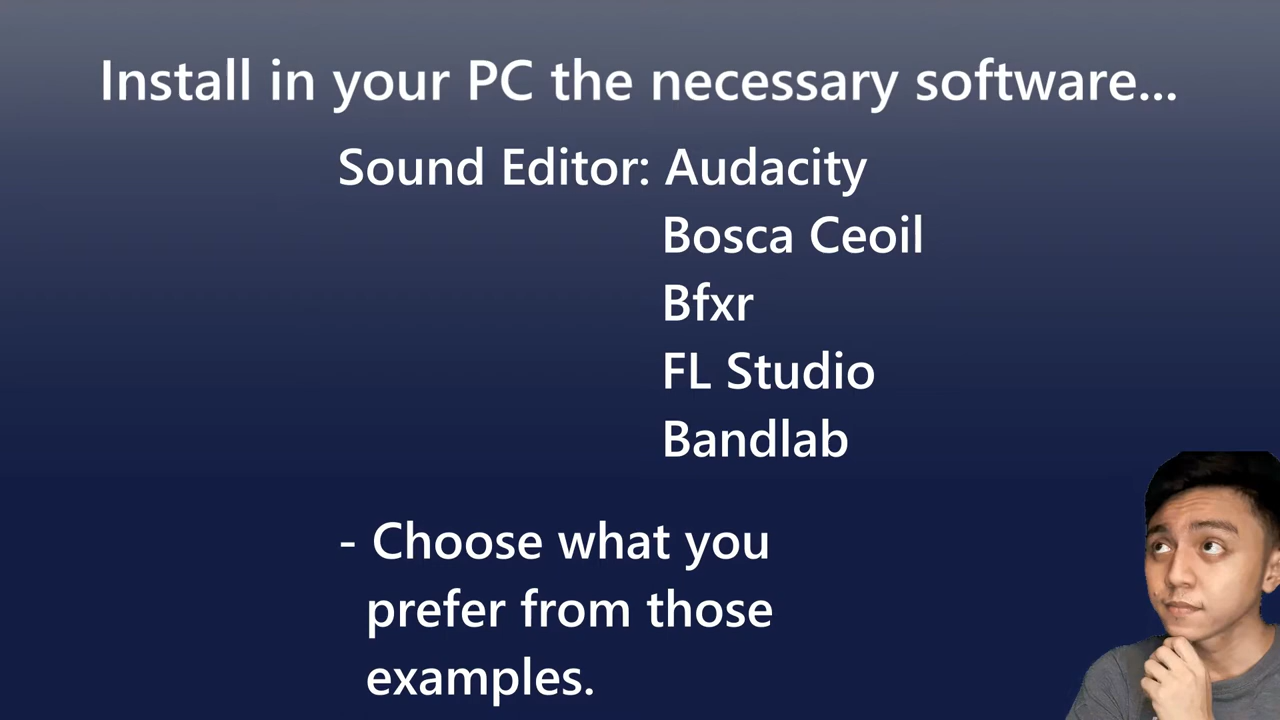 Install in your PC the necessary software...
Sound Editor: Audacity
Bosca Ceoil
Bfxr
FL Studio
Bandlab
- Choose what you
prefer from those
examples.